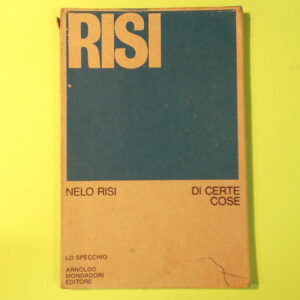 RISI
NELO RISI
DI CERTE
COSE
LO SPECCHIO
ARNOLDO
MONDADORI
EDITORE